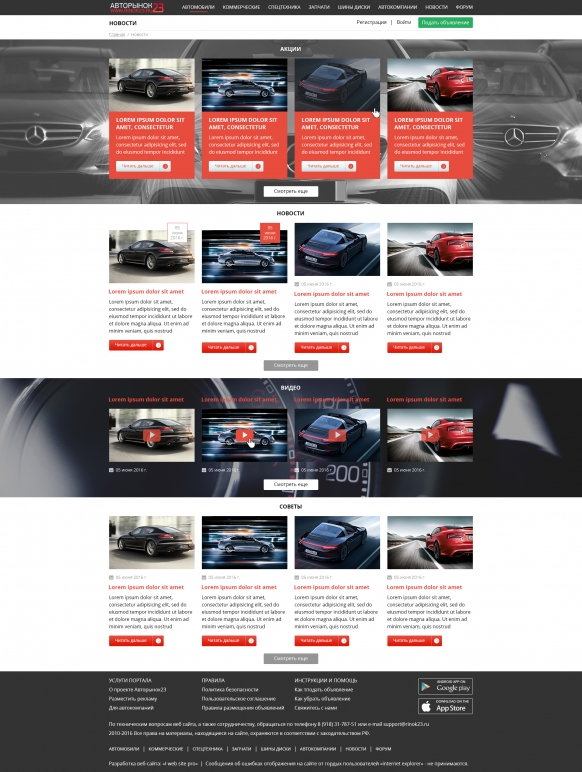 АВТОРЫНОК23
АВТОМОБИЛИ КОММЕРЧЕСКИЕ СПЕЦТЕХНИКА ЗАПЧАТИ ШИНЫ ДИСКИ АВТОКОМПАНИИ НОВОСТИ ФОРУМ
НОВОСТИ
Регистрация | Войти Подать объявление
Главная / Новости
АКЦИИ
LOREM IPSUM DOLOR SIT AMET, CONSECTETUR
Lorem ipsum dolor sit amet, consectetur adipisicing elit, sed do eiusmod tempor incididunt
Читать дальше
LOREM IPSUM DOLOR SIT AMET, CONSECTETUR
Lorem ipsum dolor sit amet, consectetur adipisicing elit, sed do eiusmod tempor incididunt
Читать дальше
LOREM IPSUM DOLOR SIT AMET, CONSECTETUR
Lorem ipsum dolor sit amet, consectetur adipisicing elit, sed do eiusmod tempor incididunt
Читать дальше
LOREM IPSUM DOLOR SIT AMET, CONSECTETUR
Lorem ipsum dolor sit amet, consectetur adipisicing elit, sed do eiusmod tempor incididunt
Читать дальше
Смотреть еще
НОВОСТИ
05
июня
2016 г.
Lorem ipsum dolor sit amet
Lorem ipsum dolor sit amet,
consectetur adipisicing elit, sed do
eiusmod tempor incididunt ut labore
et dolore magna aliqua. Ut enim ad
minim veniam, quis nostrud
Читать дальше
05
июня
2016 г.
Lorem ipsum dolor sit amet
Lorem ipsum dolor sit amet,
consectetur adipisicing elit, sed do
eiusmod tempor incididunt ut labore
et dolore magna aliqua. Ut enim ad
minim veniam, quis nostrud
Читать дальше
05 июня 2016 г
Lorem ipsum dolor sit amet
Lorem ipsum dolor sit amet,
consectetur adipisicing elit, sed do
eiusmod tempor incididunt ut labore
et dolore magna aliqua. Ut enim ad
minim veniam, quis nostrud
Читать дальше
05 июня 2016 г
Lorem ipsum dolor sit amet
Lorem ipsum dolor sit amet,
consectetur adipisicing elit, sed do
eiusmod tempor incididunt ut labore
et dolore magna aliqua. Ut enim ad
minim veniam, quis nostrud
Читать дальше
Смотреть еще
ВИДЕО
Lorem ipsum dolor sit amet
05 июня 2016 г
Lorem ipsum dolor sit amet
05 июня 2016 г
Lorem ipsum dolor sit amet
05 июня 2016 г
Lorem ipsum dolor sit amet
05 июня 2016 г
200
Смотреть еще
СОВЕТЫ
05 июня 2016 г
Lorem ipsum dolor sit amet
Lorem ipsum dolor sit amet,
consectetur adipisicing elit, sed do
eiusmod tempor incididunt ut labore
et dolore magna aliqua. Ut enim ad
minim veniam, quis nostrud
Читать дальше
05 июня 2016 г
Lorem ipsum dolor sit amet
Lorem ipsum dolor sit amet,
consectetur adipisicing elit, sed do
eiusmod tempor incididunt ut labore
et dolore magna aliqua. Ut enim ad
minim veniam, quis nostrud
Читать дальше
05 июня 2016 г
Lorem ipsum dolor sit amet
Lorem ipsum dolor sit amet,
consectetur adipisicing elit, sed do
eiusmod tempor incididunt ut labore
et dolore magna aliqua. Ut enim ad
minim veniam, quis nostrud
Читать дальше
05 июня 2016 г
Lorem ipsum dolor sit amet
Lorem ipsum dolor sit amet,
consectetur adipisicing elit, sed do
eiusmod tempor incididunt ut labore
et dolore magna aliqua. Ut enim ad
minim veniam, quis nostrud
Читать дальше
Смотреть еще
УСЛУГИ ПОРТАЛА
О проекте Авторынок23
Разместить рекламу
Для автокомпаний
ПРАВИЛА
Политика безопасности
Пользовательское соглашение
Правила размещения объявлений
ИНСТРУКЦИИ И ПОМОЩЬ
Как подать объявление
Как убрать объявление
Свяжитесь с нами
ANDROID APP ON
Google play
DOWNLOAD ON THE
App Store
По техническим вопросам веб сайта, а также сотрудничеству, обращаться по телефону 8 (918) 31-787-51 или e-mail support@rinok23.ru
2010-2016 Все права на материалы, находящиеся на сайте, охраняются в соответствии с законодательством РФ.
АВТОМОБИЛИ | КОММЕРЧЕСКИЕ | СПЕЦТЕХНИКА | ЗАПЧАТИ | ШИНЫ ДИСКИ | АВТОКОМПАНИИ | НОВОСТИ | ФОРУМ
Разработка веб-сайта: «I web site pro» | Сообщения об ошибках отображения на сайте от гордых пользователей «internet explorer» - не принимаются.